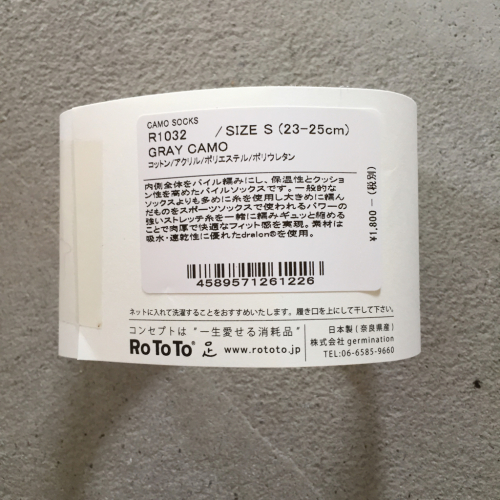 CAMO SOCKS
R1032 /SIZE S (23-25cm)
GRAY CAMO
コットン/アクリル/ポリエステル/ポリウレタン
内側全体をパイル編みにし、保温性とクッショ
ン性を高めたパイルソックスです。一般的な
ソックスよりも多めに糸を使用し大きめに編ん
だものをスポーツソックスで使われるパワーの
強いストレッチ糸を一緒に編みギュッと縮める
ことで肉厚で快適なフィット感を実現。素材は
吸水・速乾性に優れたdralon®を使用。
¥1,800 — (税別)
4589571261226
ネットに入れて洗濯することをおすすめいたします。履き口を上にして干して下さい。
コンセプトは "一生愛せる消耗品"
RoToTo® 足 www.rototo.jp
日本製(奈良県産)
株式会社 germination
TEL:06-6585-9660